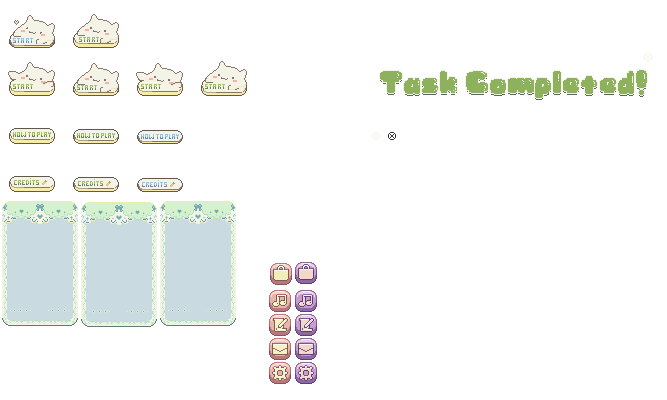 START START
START START START START
Task Completed!
HOW TO PLAY HOW TO PLAY HOW TO PLAY
CREDITS CREDITS CREDITS